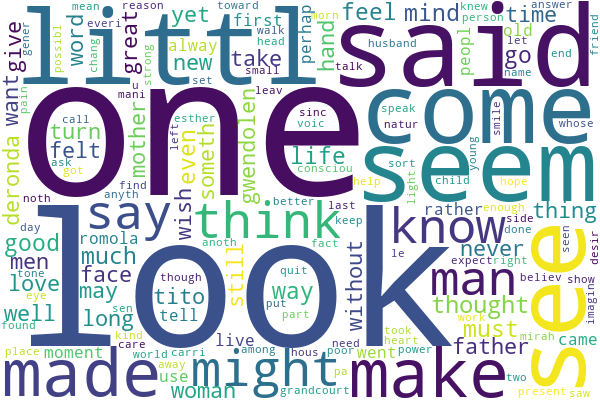 mean reason toward morn answer
everi yet first mind time knew person
possibl word give great alway perhap hand feel peopl old let
littl said
gener chang strong take new head walk go end name friend
pain want set small talk husband
u mani leav
one come
call turn mother sinc voic esther left speak natur smile whose
deronda felt someth even gwendolen life consciou seem
ask got sort light child young
noth find anyth wish help hope
day say better last rather enough thing
romola think anoth fact keep know side done seen desir
good men much face still without never right see
tone love eye may sen though quit way man expect believ imagin
well long tito tell look put part le thought must work mirah came
found kind care live among need took heart father
place moment world carri hous poor went power
made away use woman might grandcourt pa make two present saw